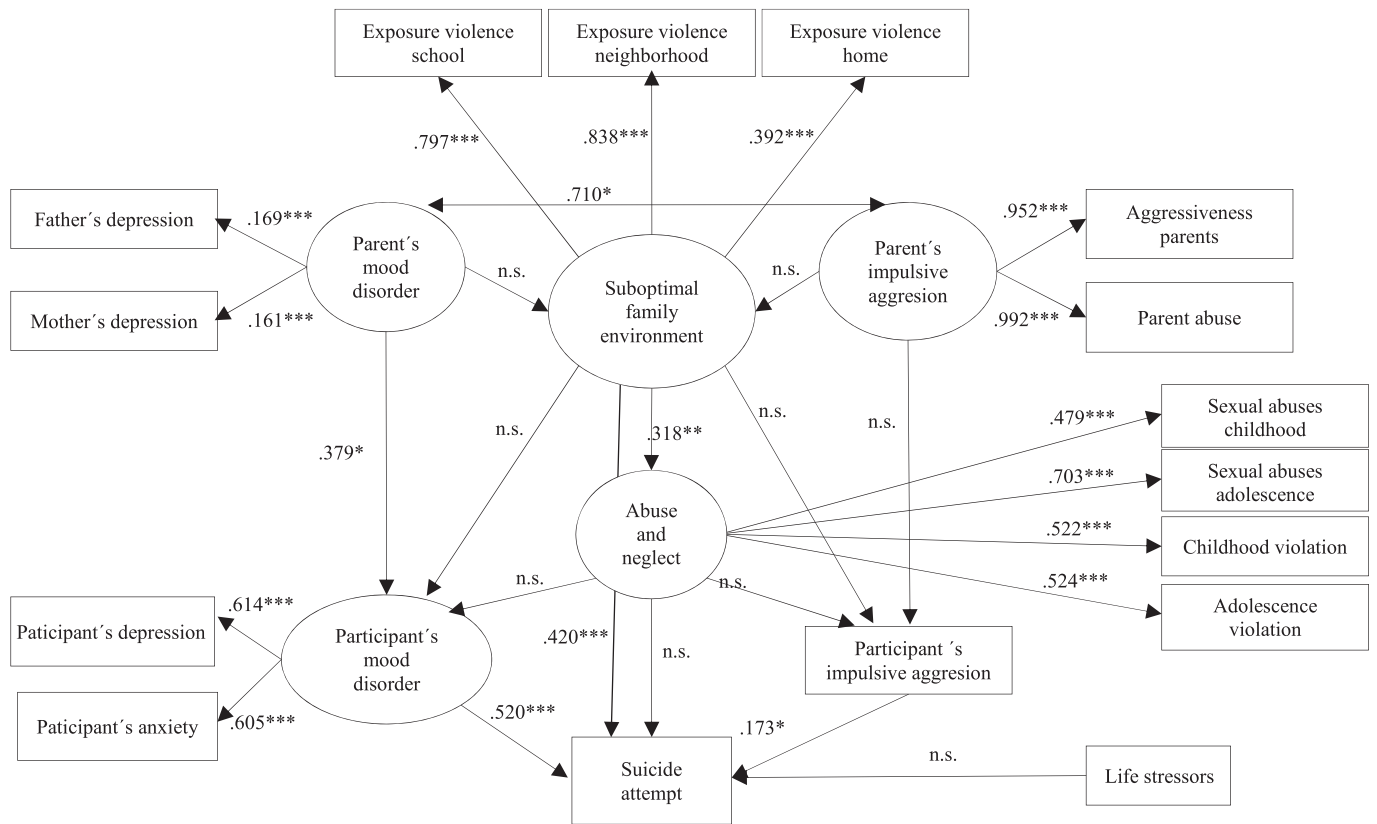 Exposure violence
school
Exposure violence
neighborhood
Exposure violence
home
.797***
.838***
.392***
.710*
Father´s depression
.169***
Mother´s depression
.161***
Parent´s
mood
disorder
n.s.
Suboptimal
family
environment
n.s.
Parent´s
impulsive
aggresion
.952***
Aggressiveness
parents
.992***
Parent abuse
.379*
n.s.
.318**
n.s.
n.s.
Abuse
and
neglect
.479***
Sexual abuses
childhood
.703***
Sexual abuses
adolescence
.522***
Childhood violation
.524***
Adolescence
violation
n.s.
n.s.
.420***
n.s.
Paticipant´s depression
.614***
Paticipant´s anxiety
.605***
Participant´s
mood
disorder
Participant ´s
impulsive aggresion
.520***
.173*
Suicide
attempt
n.s.
Life stressors